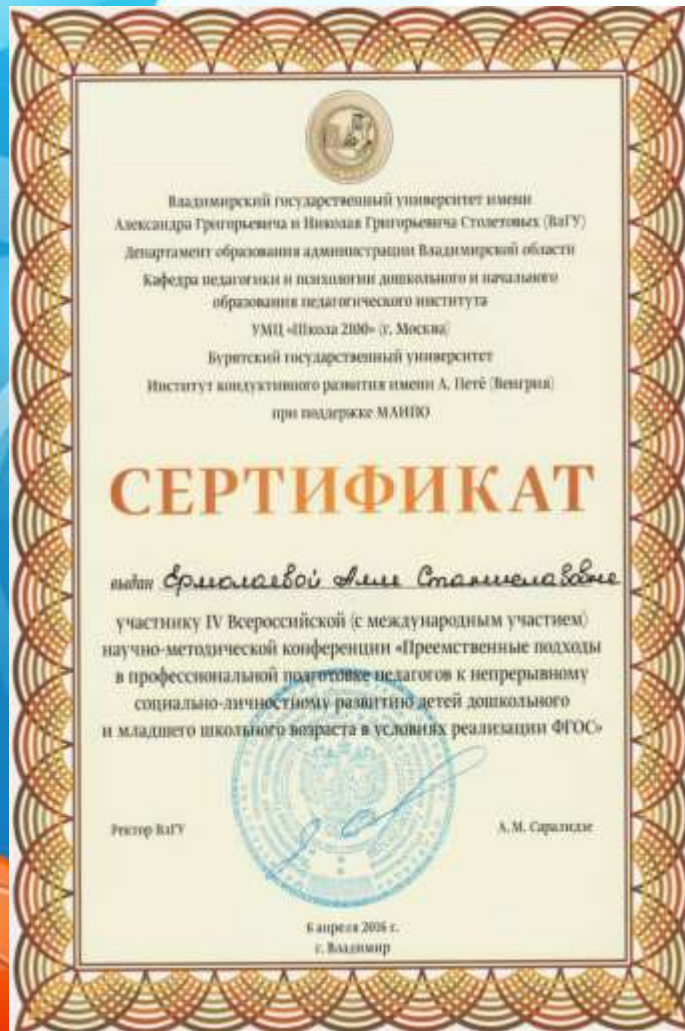 Владимирский государственный университет имени
Александра Григорьевича и Николая Григорьевича Столетовых (ВлГУ)
Департамент образования администрации Владимирской области
Кафедра педагогики и психологии дошкольного и начального
образования педагогического института
УМЦ «Школа 2100» (г. Москва)
Бурятский государственный университет
Институт кондуктивного развития имени А. Петё (Венгрия)
при поддержке МАНПО
СЕРТИФИКАТ
выдан Ермолаевой Алле Станиславовне
участнику IV Всероссийской (с международным участием)
научно-методической конференции «Преемственные подходы
в профессиональной подготовке педагогов к непрерывному
социально-личностному развитию детей дошкольного
и младшего школьного возраста в условиях реализации ФГОС»
Ректор ВлГУ
А. М. Саралидзе
6 апреля 2016 г.
г. Владимир